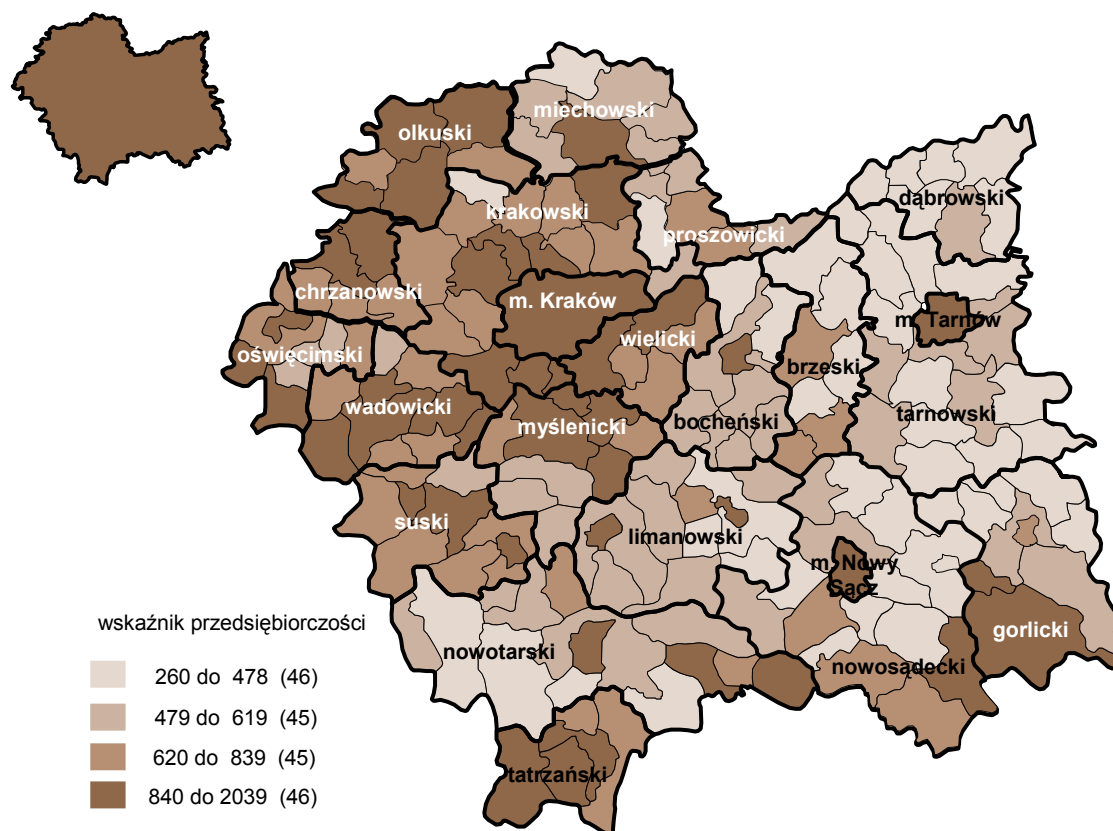 miechowski
olkuski
dąbrowski
krakowski
proszowicki
chrzanowski
m. Kraków
m. Tarnów
wielicki
oświęcimski
brzeski
wadowicki
tarnowski
bocheński
myślenicki
suski
limanowski
m. Nowy
Sącz
wskaźnik przedsiębiorczości
gorlicki
nowotarski
nowosądecki
260 do 478 (46)
479 do 619 (45)
620 do 839 (45)
840 do 2039 (46)
tatrzański